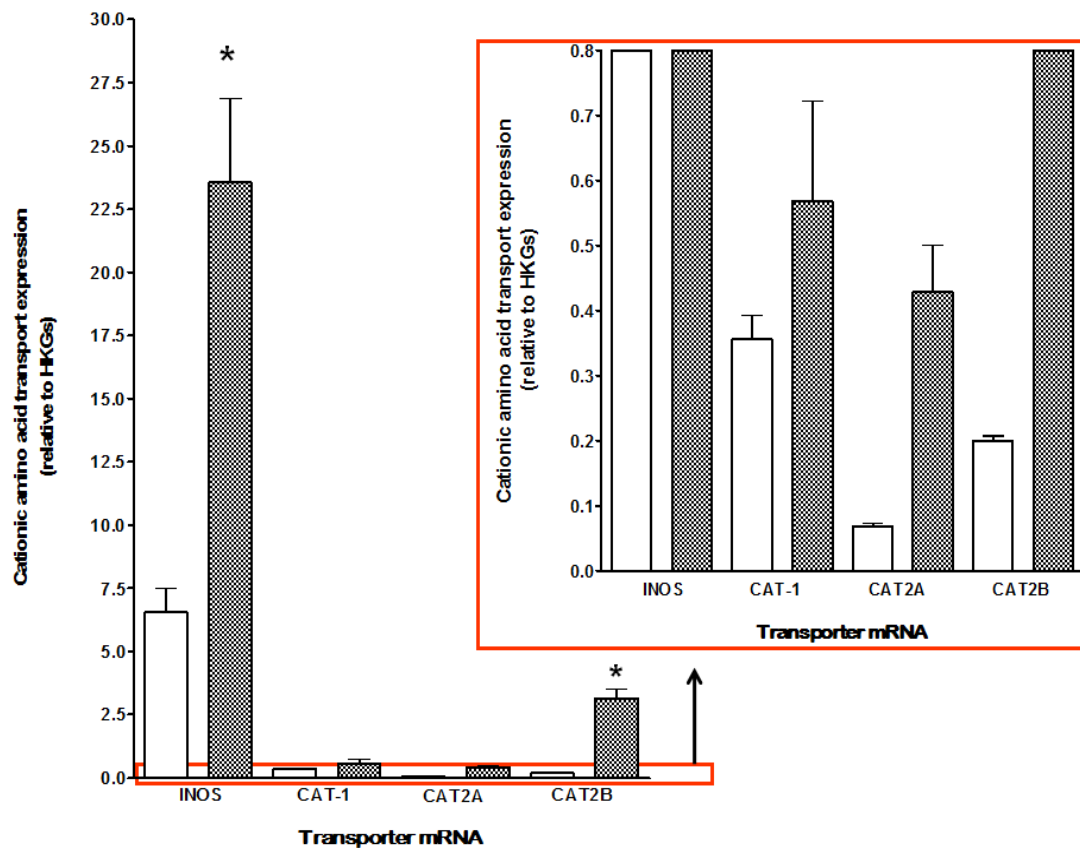 Cationic amino acid transport expression
(relative to HKGs)
30.0
27.5
25.0
22.5
20.0
17.5
15.0
12.5
10.0
7.5
5.0
2.5
0.0
*
*
INOS
CAT-1
CAT2A
CAT2B
Transporter mRNA
Cationic amino acid transport expression
(relative to HKGs)
0.8
0.7
0.6
0.5
0.4
0.3
0.2
0.1
0.0
INOS
CAT-1
CAT2A
CAT2B
Transporter mRNA